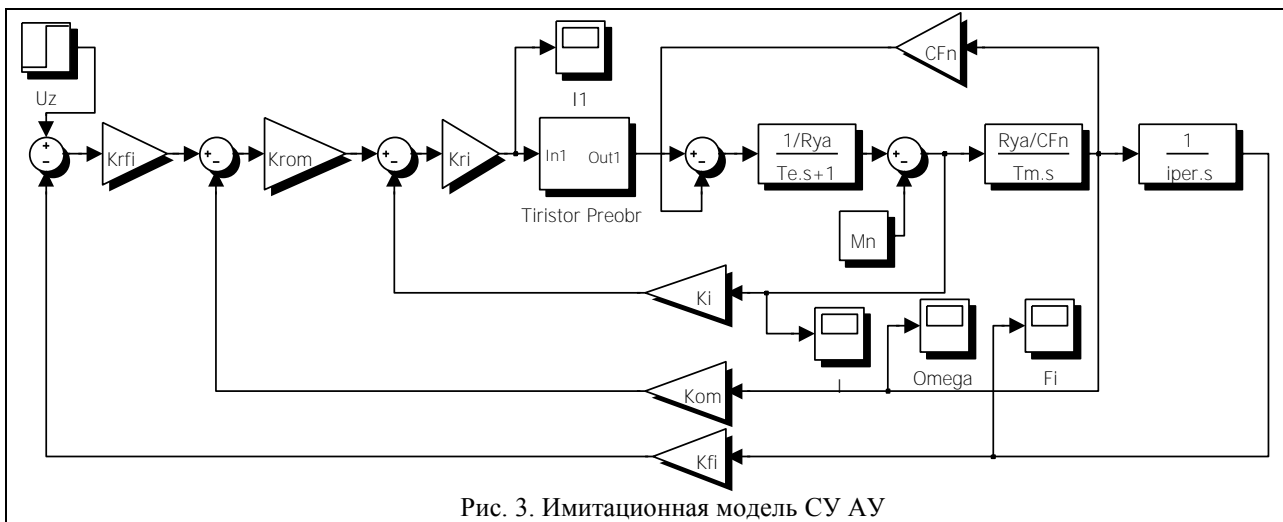 CFn
Uz
I1
Krfi
Krom
Kri
In1 Out1
Tiristor Preobr
1/Rya
Te.s+1
Rya/CFn
Tm.s
1
iper.s
Mn
Ki
I
Omega
Fi
Kom
Kfi
Рис. 3. Имитационная модель СУ АУ